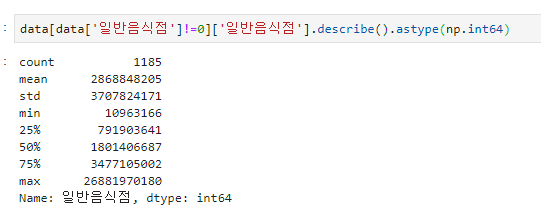 : data[data['일반음식점']!=0]['일반음식점'].describe().astype(np.int64)
: count 1185
mean 2868848205
std 3707824171
min 10963166
25% 791903641
50% 1801406687
75% 3477105002
max 26881970180
Name: 일반음식점, dtype: int64